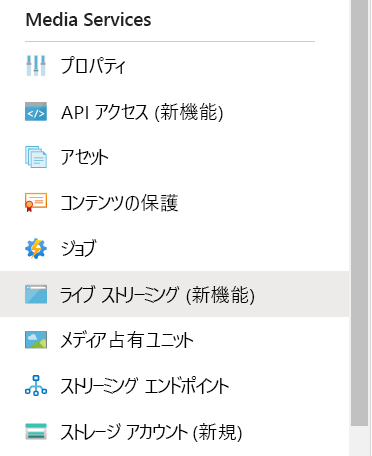 Media Services
プロパティ
API アクセス (新機能)
アセット
コンテンツの保護
ジョブ
ライブ ストリーミング (新機能)
メディア占有ユニット
ストリーミング エンドポイント
ストレージ アカウント (新規)